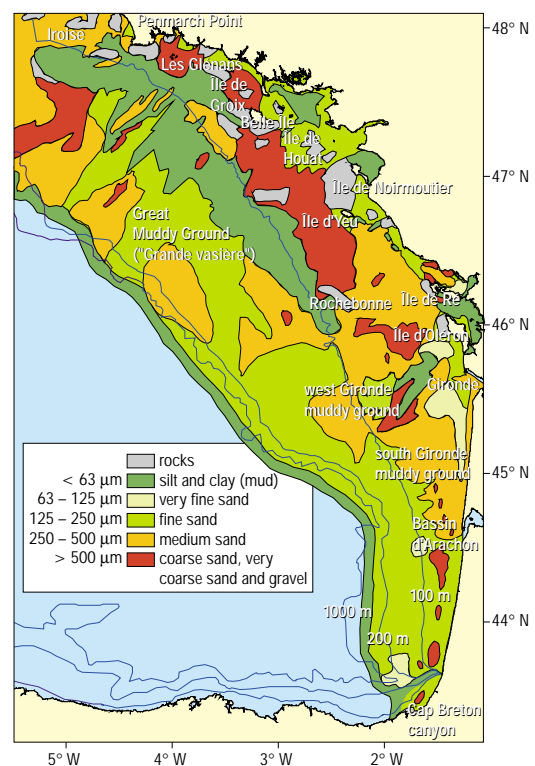 Penmarch Point
48° N
Iroise
Les Glénans
Île de
Groix
Belle-Île
Île de
Houat
47° N
Île de Noirmoutier
Great
Muddy Ground
("Grande vasière")
Île d'Yeu
Rochebonne
Île de Ré
46° N
Île d'Oléron
west Gironde
muddy ground
Gironde
south Gironde
muddy ground
45° N
rocks
< 63 µm silt and clay (mud)
63 – 125 µm very fine sand
125 – 250 µm fine sand
250 – 500 µm medium sand
> 500 µm coarse sand, very
coarse sand and gravel
Bassin
d'Arachon
100 m
1000 m
44° N
200 m
Cap Breton
canyon
5° W
4° W
3° W
2° W